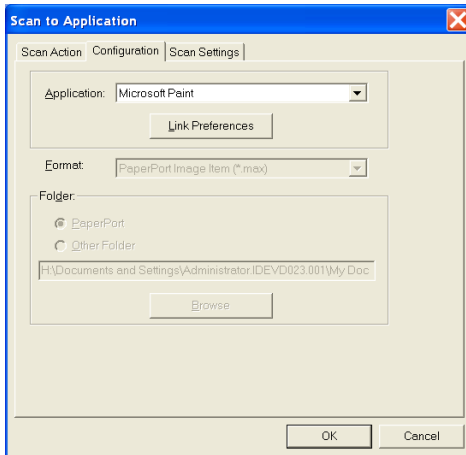 Scan to Application
Scan Action Configuration Scan Settings
Application: Microsoft Paint
Link Preferences
Format: PaperPort Image Item (*.max)
Folder:
PaperPort
Other Folder
H:\Documents and Settings\Administrator.IDEVD023.001\My Doc
Browse
OK Cancel